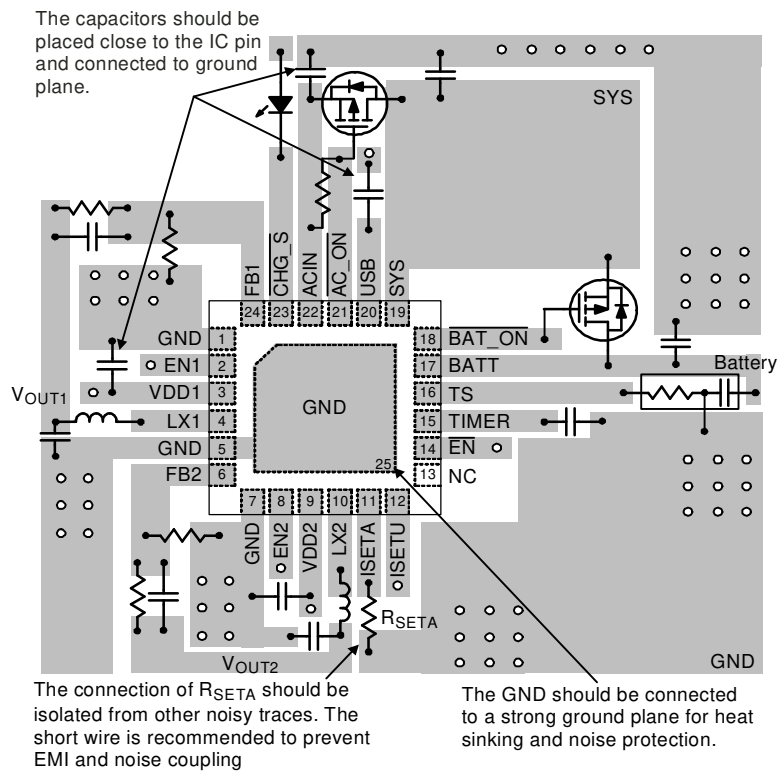 The capacitors should be
placed close to the IC pin
and connected to ground
plane.
SYS
FB1
CHG_S
ACIN
AC_ON
USB
SYS
24
23
22
21
20
19
GND
1
EN1
2
VDD1
3
LX1
4
GND
5
FB2
6
VOUT1
GND
25
18
BAT_ON
17
BATT
16
TS
15
TIMER
14
EN
13
NC
Battery
7
8
9
10
11
12
GND
EN2
VDD2
LX2
ISETA
ISETU
RSETA
VOUT2
GND
The connection of RSETA should be
isolated from other noisy traces. The
short wire is recommended to prevent
EMI and noise coupling
The GND should be connected
to a strong ground plane for heat
sinking and noise protection.